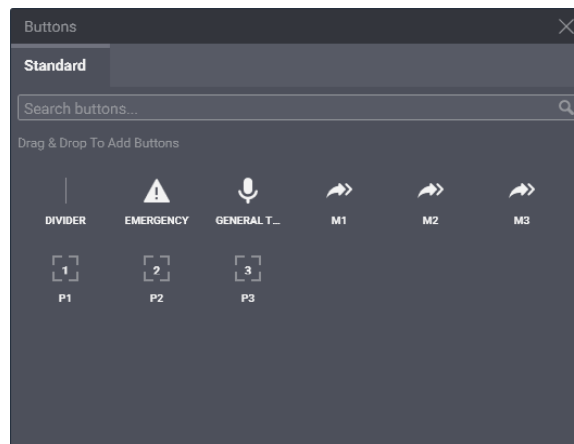 Buttons
Standard
Search buttons...
Drag & Drop To Add Buttons
DIVIDER EMERGENCY GENERAL T... M1 M2 M3
1 2 3
P1 P2 P3